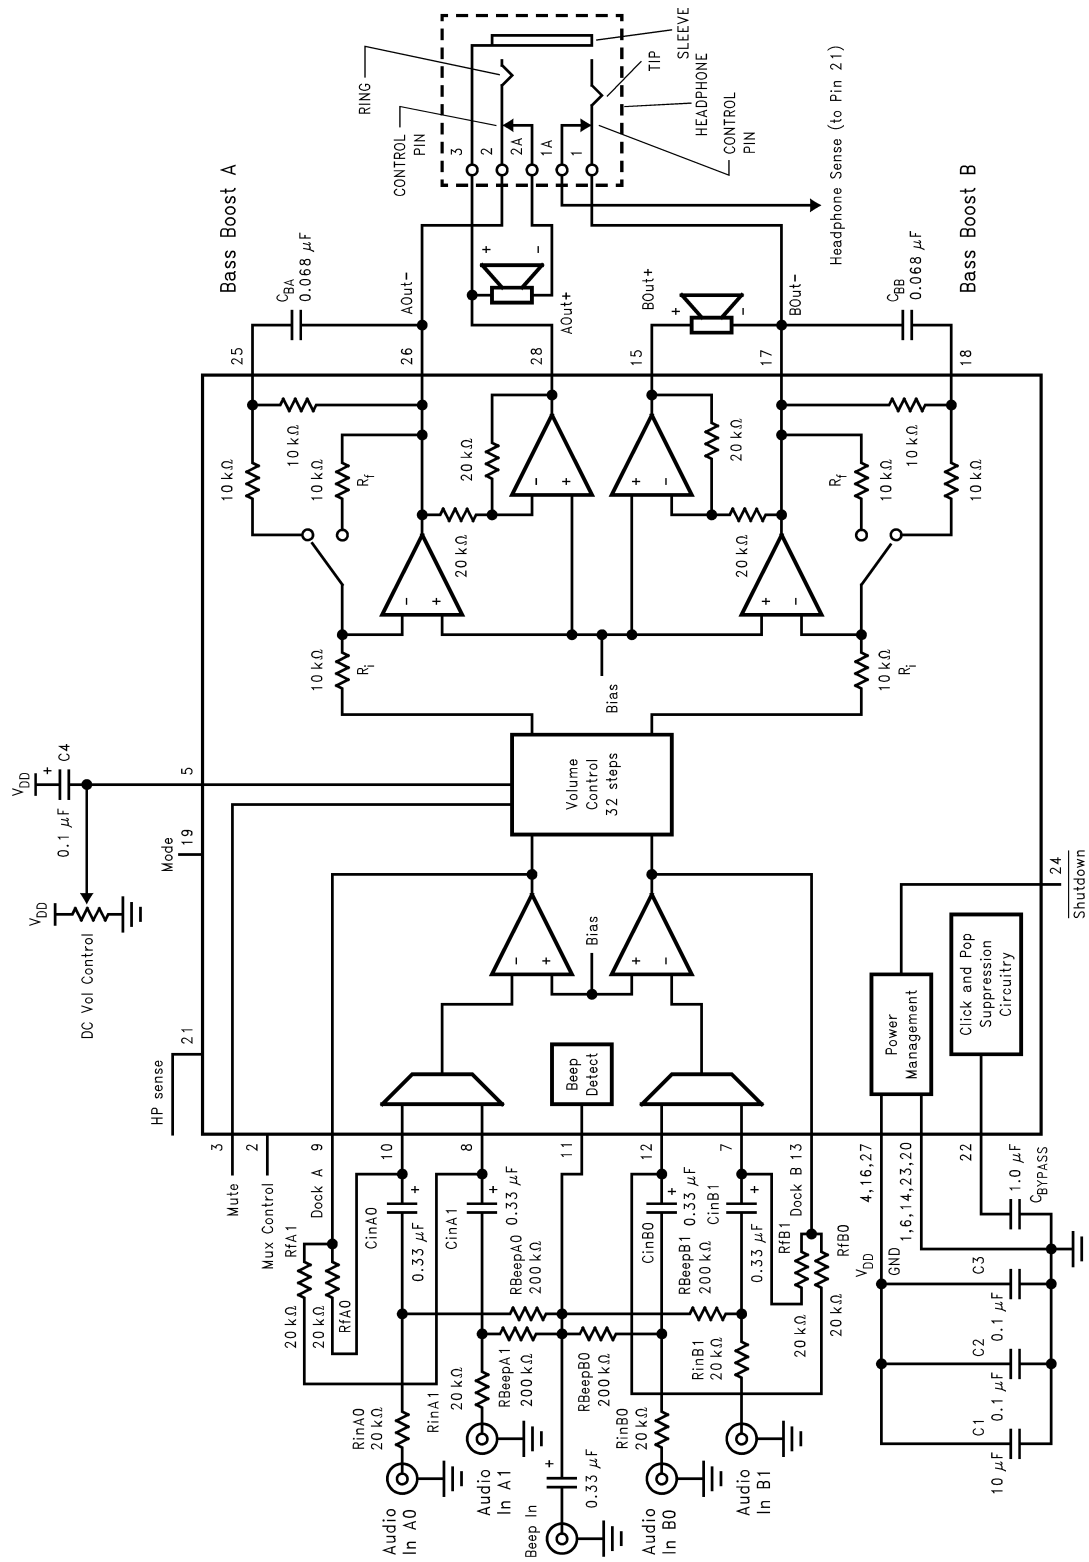 Audio
In A0
RinA0
20 kΩ
Audio
In A1
RinA1
20 kΩ
Beep In
0.33 µF
+
Audio
In B0
RinB0
20 kΩ
Audio
In B1
RinB1
20 kΩ
RBeepA0
200 kΩ
RBeepA1
200 kΩ
RBeepB0
200 kΩ
RBeepB1
200 kΩ
20 kΩ
RfA1
20 kΩ
RfA0
CinA0
0.33 µF
+
CinA1
0.33 µF
+
CinB0
0.33 µF
+
CinB1
0.33 µF
+
RfB1
20 kΩ
RfB0
20 kΩ
Mute
3
Mux Control
2
Dock A
9
10
8
11
12
7
Dock B
13
HP sense
21
VDD
4,16,27
GND
1,6,14,23,20
22
1.0 µF
CBYPASS
C1
10 µF
C2
0.1 µF
C3
0.1 µF
Beep
Detect
Power
Management
Click and Pop
Suppression
Circuitry
24
Shutdown
DC Vol Control
VDD
VDD
+
C4
0.1 µF
Mode
19
5
−
+
Bias
+
−
Volume
Control
32 steps
10 kΩ
Ri
10 kΩ
Ri
Bias
−
+
+
−
20 kΩ
20 kΩ
−
+
+
−
20 kΩ
20 kΩ
10 kΩ
10 kΩ
10 kΩ
Rf
Rf
10 kΩ
10 kΩ
10 kΩ
25
26
28
15
17
18
Bass Boost A
CBA
0.068 µF
AOut−
AOut+
+
−
BOut+
BOut−
+
−
CBB
0.068 µF
Bass Boost B
3
2
2A
1A
1
CONTROL
PIN
RING
SLEEVE
TIP
HEADPHONE
CONTROL
PIN
Headphone Sense (to Pin 21)